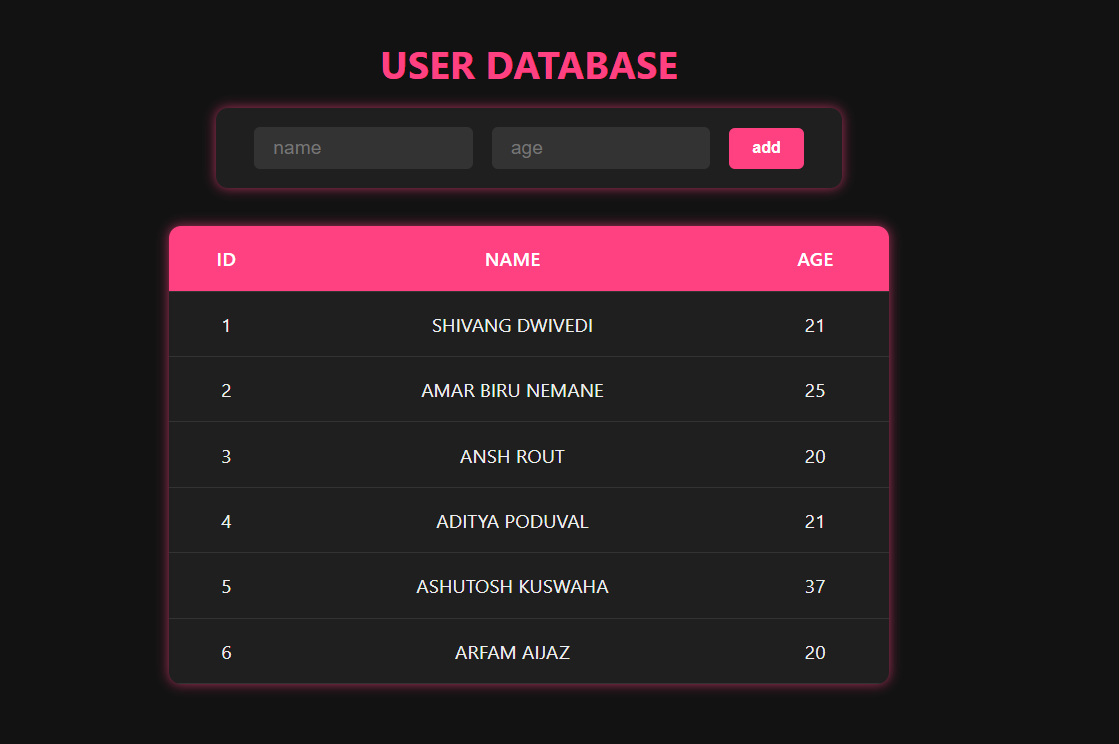 USER DATABASE
name age add
ID NAME AGE
1 SHIVANG DWIVEDI 21
2 AMAR BIRU NEMANE 25
3 ANSH ROUT 20
4 ADITYA PODUVAL 21
5 ASHUTOSH KUSWAHA 37
6 ARFAM AIJAZ 20